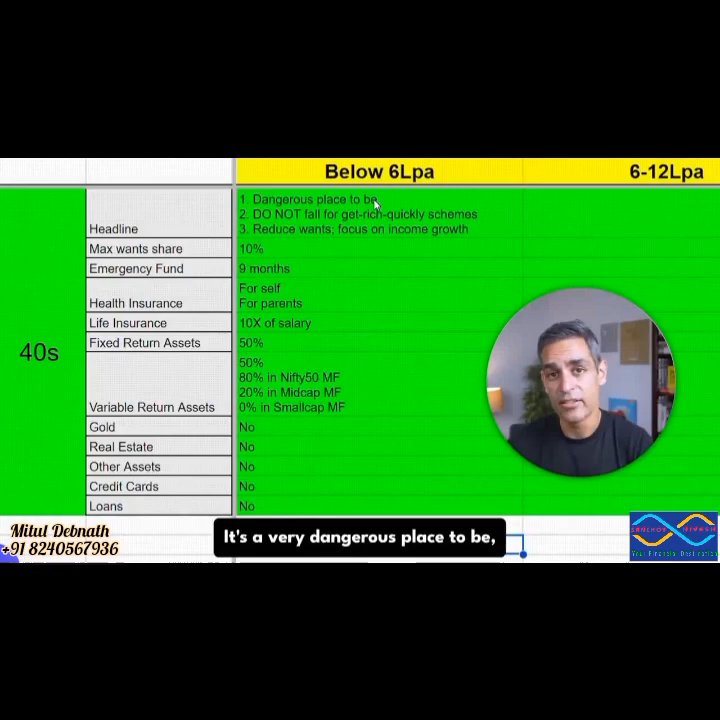 Below 6Lpa
6-12Lpa
40s
Headline
1. Dangerous place to be
2. DO NOT fall for get-rich-quickly schemes
3. Reduce wants; focus on income growth
Max wants share
10%
Emergency Fund
9 months
Health Insurance
For self
For parents
Life Insurance
10X of salary
Fixed Return Assets
50%
Variable Return Assets
50%
80% in Nifty50 MF
20% in Midcap MF
0% in Smallcap MF
Gold
No
Real Estate
No
Other Assets
No
Credit Cards
No
Loans
No
Mitul Debnath
+91 8240567936
It's a very dangerous place to be,
Your Financial Destination